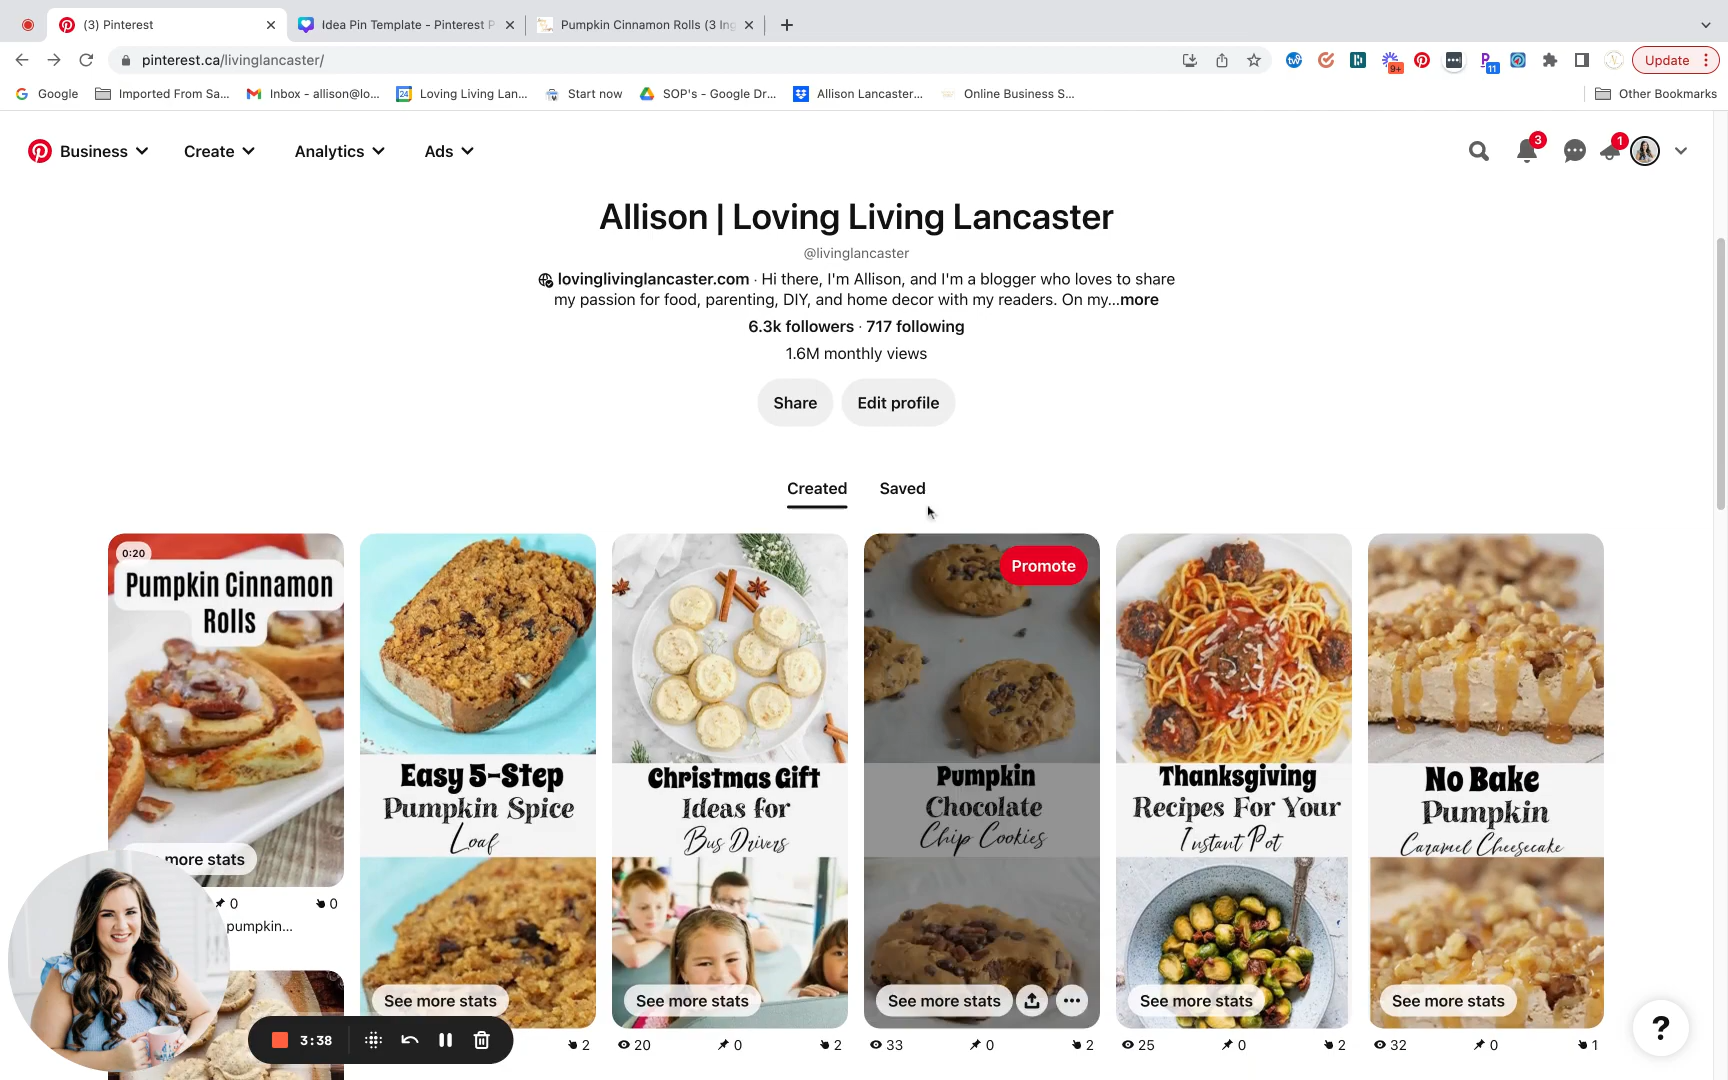 (3) Pinterest
Idea Pin Template - Pinterest P
Pumpkin Cinnamon Rolls (3 Ing
pinterest.ca/livinglancaster/
9+
11
Update
Google
Imported From Sa...
Inbox - allison@lo...
24
Loving Living Lan...
Start now
SOP's - Google Dr...
Allison Lancaster...
Online Business S...
Other Bookmarks
Business
Create
Analytics
Ads
3
1
Allison | Loving Living Lancaster
@livinglancaster
lovinglivinglancaster.com · Hi there, I'm Allison, and I'm a blogger who loves to share
my passion for food, parenting, DIY, and home decor with my readers. On my...more
6.3k followers · 717 following
1.6M monthly views
Share
Edit profile
Created
Saved
0:20
Pumpkin Cinnamon
Rolls
more stats
0
0
pumpkin...
Easy 5-Step
Pumpkin Spice
Loaf
See more stats
2
Christmas Gift
Ideas for
Bus Drivers
See more stats
20
0
2
Promote
Pumpkin
Chocolate
Chip Cookies
See more stats
33
0
2
Thanksgiving
Recipes For Your
Instant Pot
See more stats
25
0
2
No Bake
Pumpkin
Caramel Cheesecake
See more stats
32
0
1
3:38
?